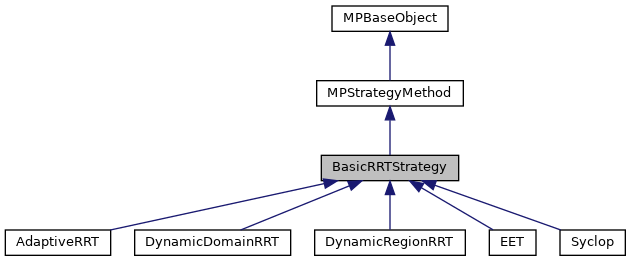 MPBaseObject
MPStrategyMethod
BasicRRTStrategy
AdaptiveRRT
DynamicDomainRRT
DynamicRegionRRT
EET
Syclop